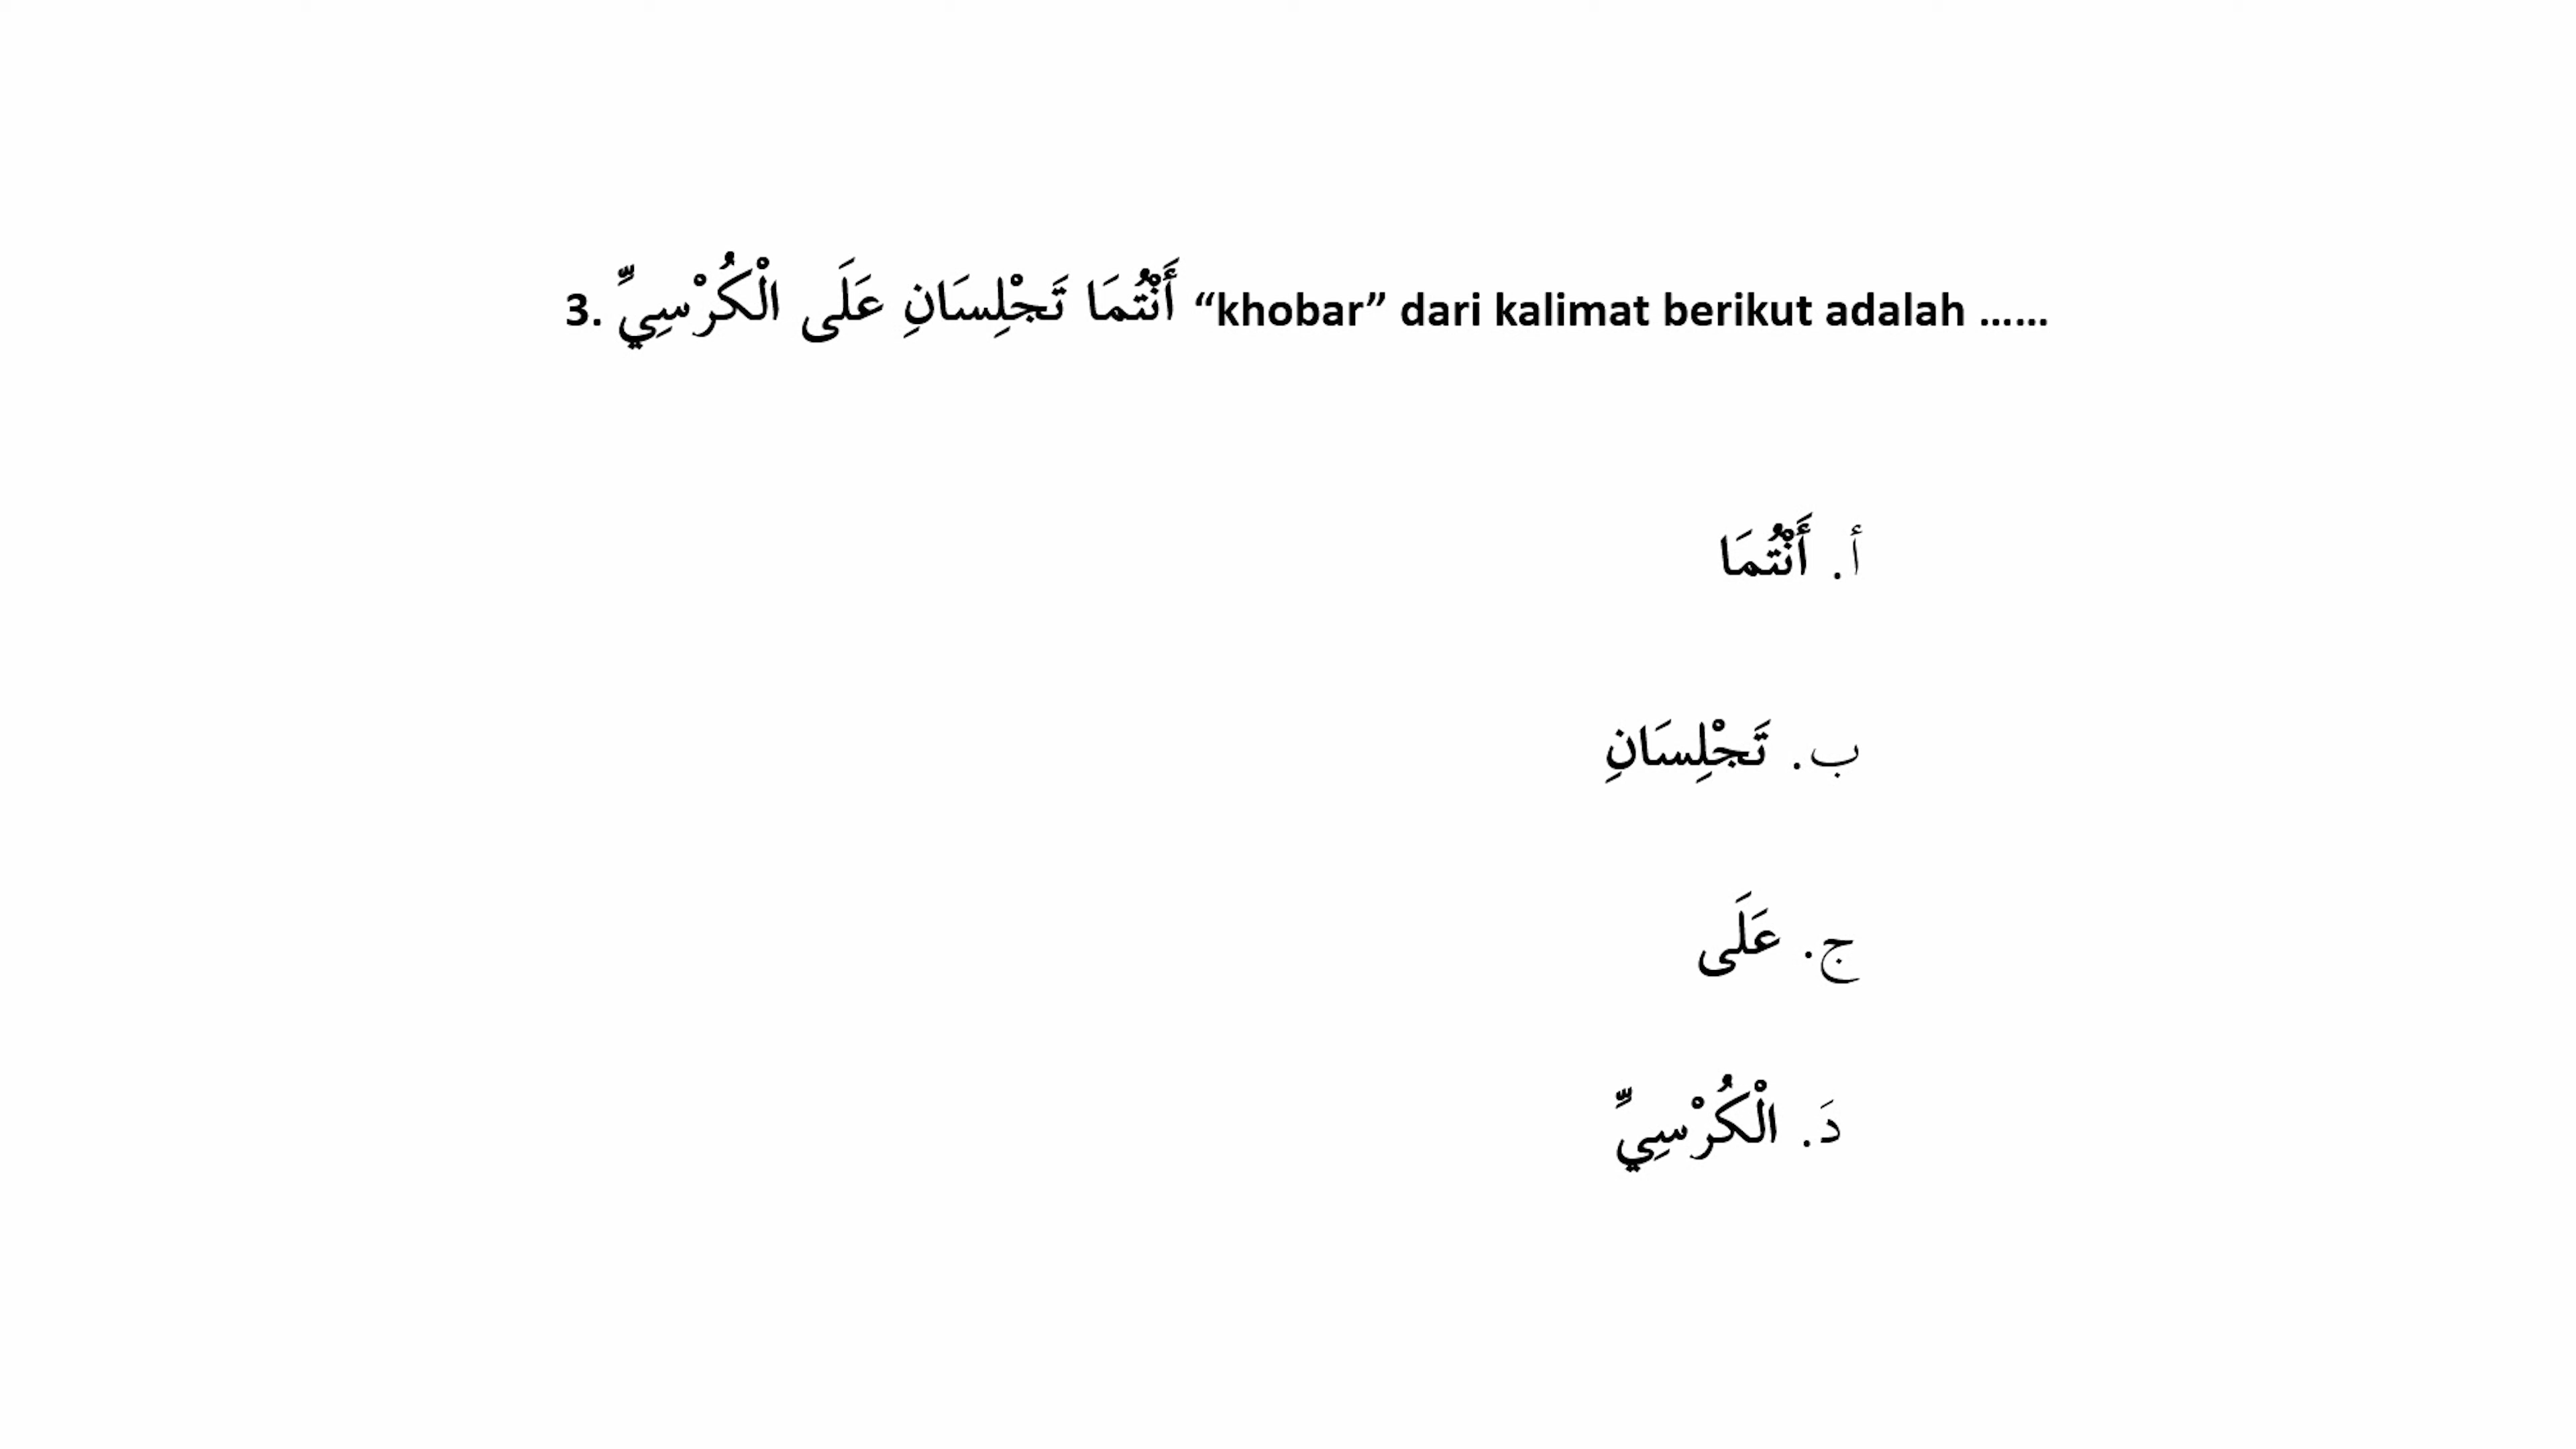 3. أَنْتُمَا تَجْلِسَانِ عَلَى الْكُرْسِيِّ “khobar” dari kalimat berikut adalah ......
أ. أَنْتُمَا
ب. تَجْلِسَانِ
ج. عَلَى
دَ. الْكُرْسِيِّ